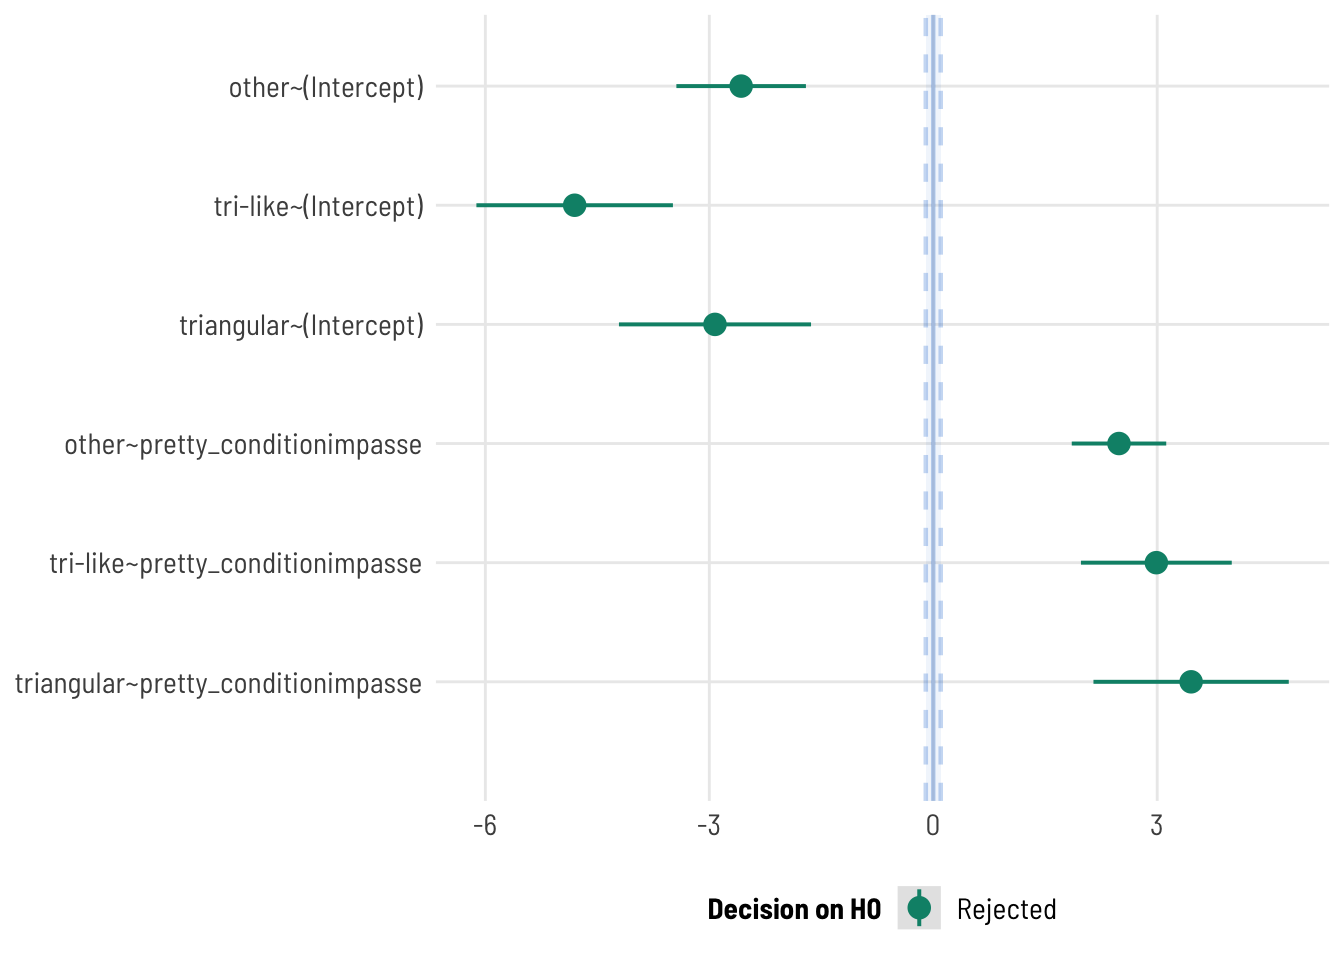 other~(Intercept)
tri-like~(Intercept)
triangular~(Intercept)
other~pretty_conditionimpasse
tri-like~pretty_conditionimpasse
triangular~pretty_conditionimpasse
-6 -3 0 3
Decision on H0 Rejected